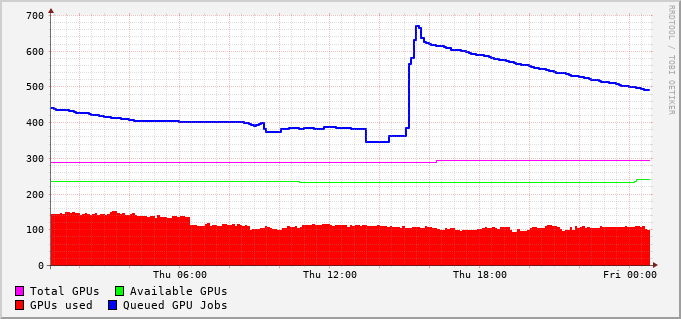 700
600
500
400
300
200
100
0
Thu 06:00 Thu 12:00 Thu 18:00 Fri 00:00
Total GPUs Available GPUs
GPUs used Queued GPU Jobs
RRDTOOL / TOBI OETIKER